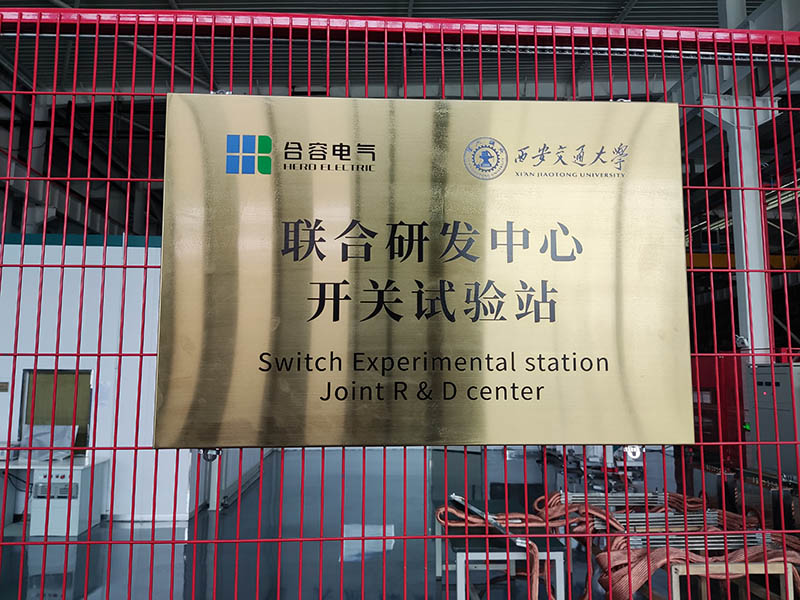 合容电气
HERO ELECTRIC
西安交通大学
XI'AN JIAOTONG UNIVERSITY
联合研发中心
开关试验站
Switch Experimental station
Joint R & D center